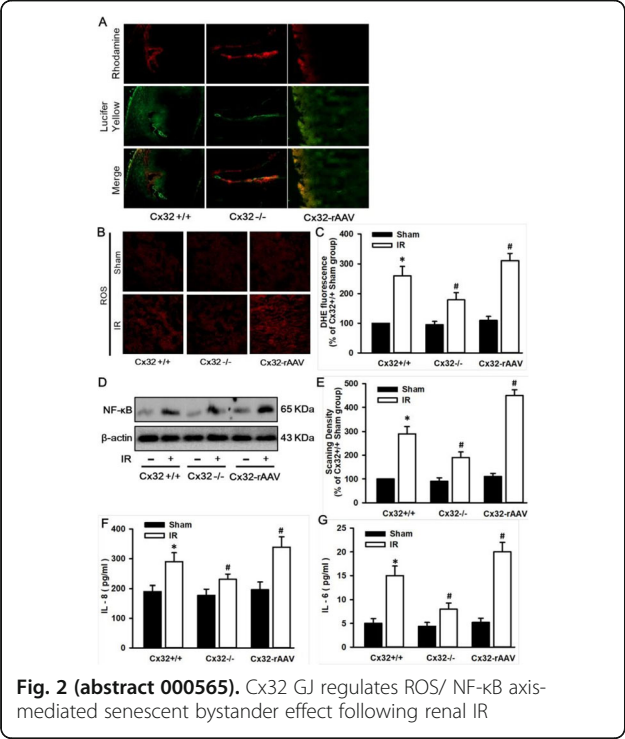 A
Rhodamine
Lucifer
Yellow
Merge
Cx32 +/+
Cx32 -/-
Cx32-rAAV
B
ROS
Sham
IR
Cx32 +/+
Cx32 -/-
Cx32-rAAV
C
Sham
IR
DHE fluorescence
(% of Cx32+/+ Sham group)
400
300
200
100
0
*
#
#
Cx32+/+
Cx32-/-
Cx32-rAAV
D
NF-κB
65 KDa
β-actin
43 KDa
IR
− + − + − +
Cx32 +/+
Cx32 -/-
Cx32-rAAV
E
Sham
IR
Scaning Density
(% of Cx32+/+ Sham group)
500
400
300
200
100
0
*
#
#
Cx32+/+
Cx32-/-
Cx32-rAAV
F
Sham
IR
IL - 8 ( pg/ml )
400
300
200
100
0
*
#
#
Cx32+/+
Cx32-/-
Cx32-rAAV
G
Sham
IR
IL - 6 ( pg/ml )
25
20
15
10
5
0
*
#
#
Cx32+/+
Cx32-/-
Cx32-rAAV
Fig. 2 (abstract 000565). Cx32 GJ regulates ROS/ NF-κB axis-
mediated senescent bystander effect following renal IR